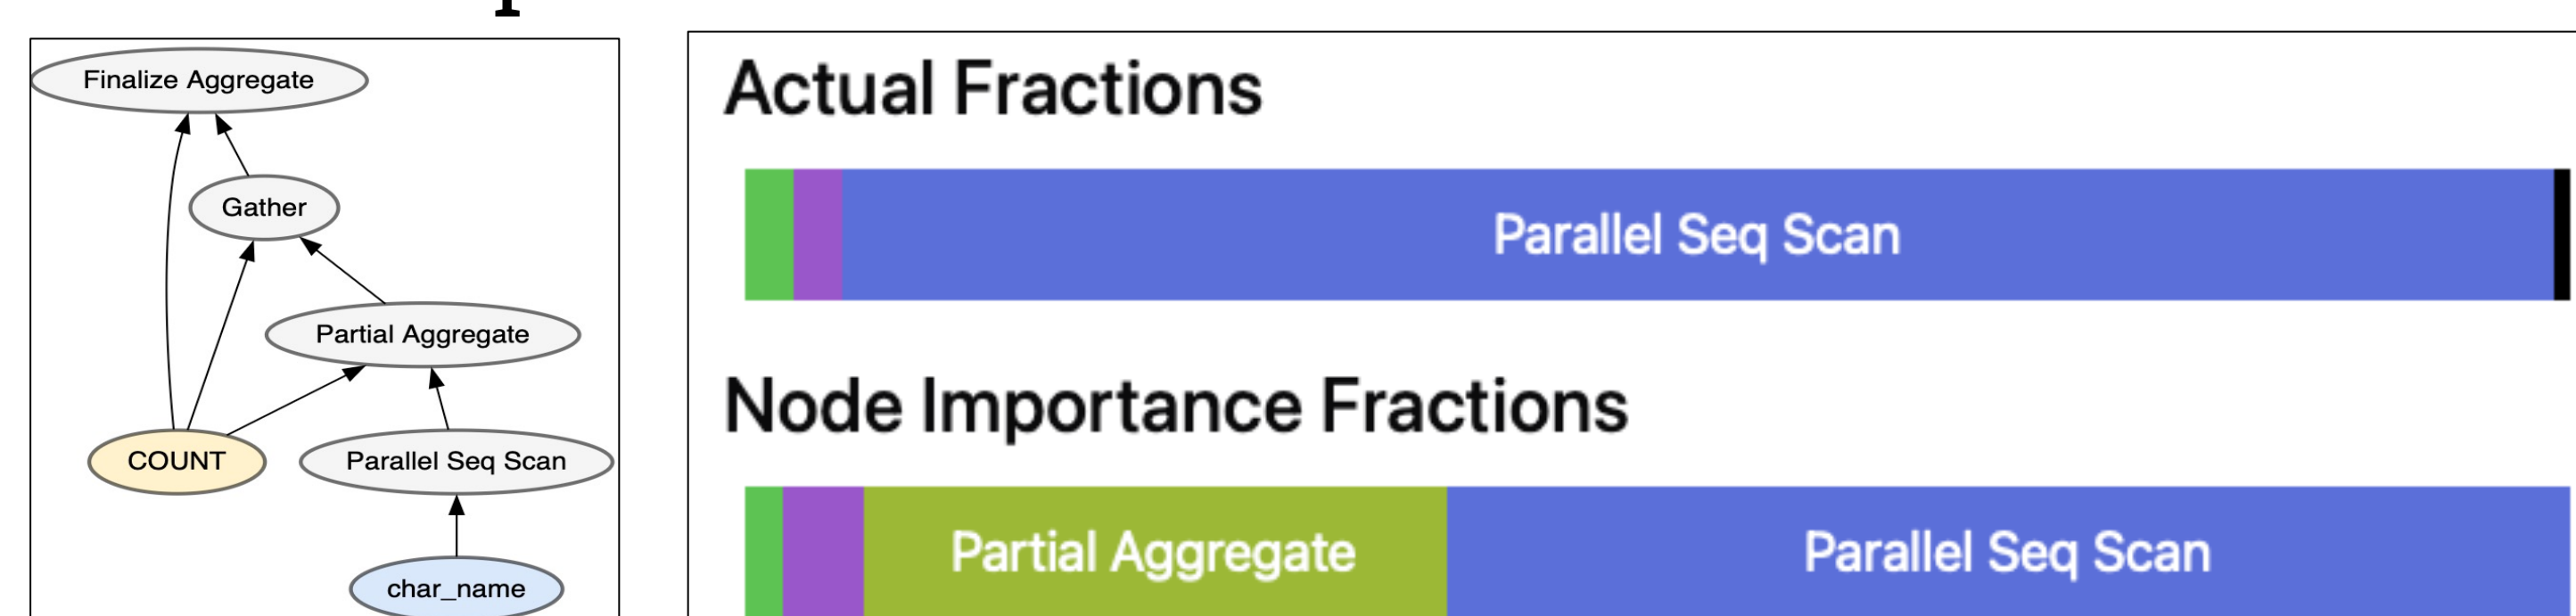 Finalize Aggregate
Gather
Partial Aggregate
COUNT
Parallel Seq Scan
char_name
Actual Fractions
Parallel Seq Scan
Node Importance Fractions
Partial Aggregate
Parallel Seq Scan